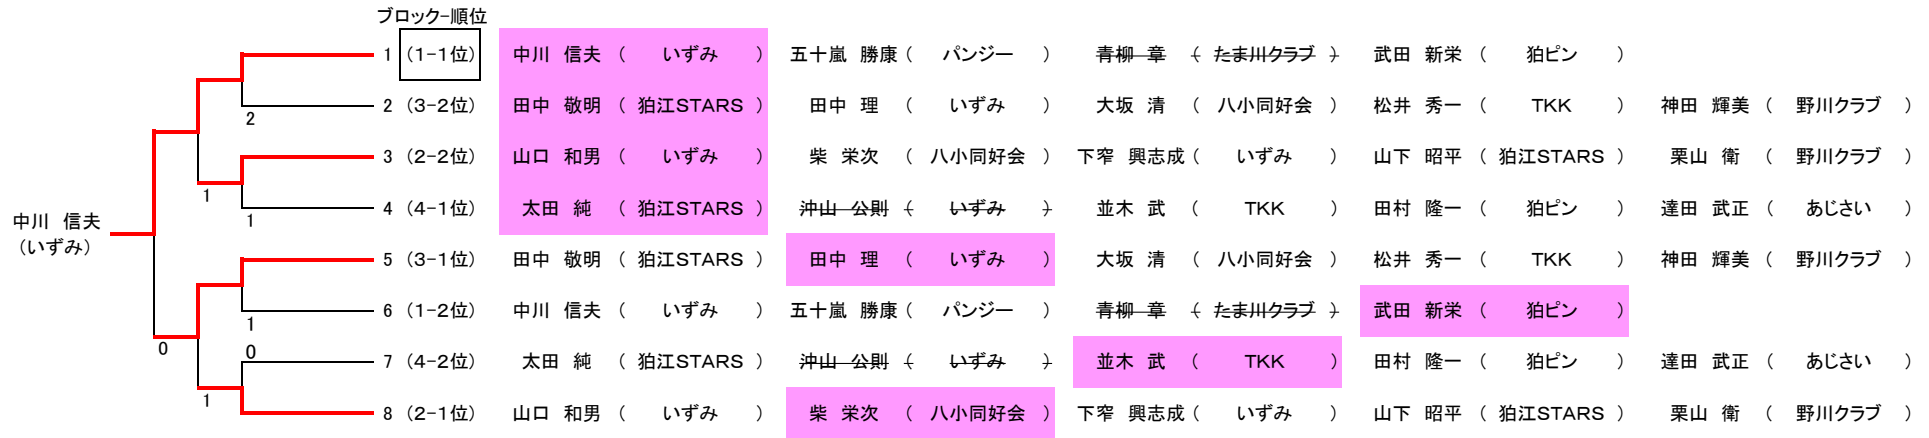 ブロック-順位
1 (1-1位) 中川 信夫 ( いずみ ) 五十嵐 勝康 ( パンジー ) 青柳 章 ( たま川クラブ ) 武田 新栄 ( 狛ピン )
2 (3-2位) 田中 敬明 ( 狛江STARS ) 田中 理 ( いずみ ) 大坂 清 ( 八小同好会 ) 松井 秀一 ( TKK ) 神田 輝美 ( 野川クラブ )
2
3 (2-2位) 山口 和男 ( いずみ ) 柴 栄次 ( 八小同好会 ) 下窄 興志成 ( いずみ ) 山下 昭平 ( 狛江STARS ) 栗山 衛 ( 野川クラブ )
1
4 (4-1位) 太田 純 ( 狛江STARS ) 沖山 公則 ( いずみ ) 並木 武 ( TKK ) 田村 隆一 ( 狛ピン ) 達田 武正 ( あじさい )
1
中川 信夫
(いずみ)
5 (3-1位) 田中 敬明 ( 狛江STARS ) 田中 理 ( いずみ ) 大坂 清 ( 八小同好会 ) 松井 秀一 ( TKK ) 神田 輝美 ( 野川クラブ )
6 (1-2位) 中川 信夫 ( いずみ ) 五十嵐 勝康 ( パンジー ) 青柳 章 ( たま川クラブ ) 武田 新栄 ( 狛ピン )
1
0
0
7 (4-2位) 太田 純 ( 狛江STARS ) 沖山 公則 ( いずみ ) 並木 武 ( TKK ) 田村 隆一 ( 狛ピン ) 達田 武正 ( あじさい )
1
8 (2-1位) 山口 和男 ( いずみ ) 柴 栄次 ( 八小同好会 ) 下窄 興志成 ( いずみ ) 山下 昭平 ( 狛江STARS ) 栗山 衛 ( 野川クラブ )